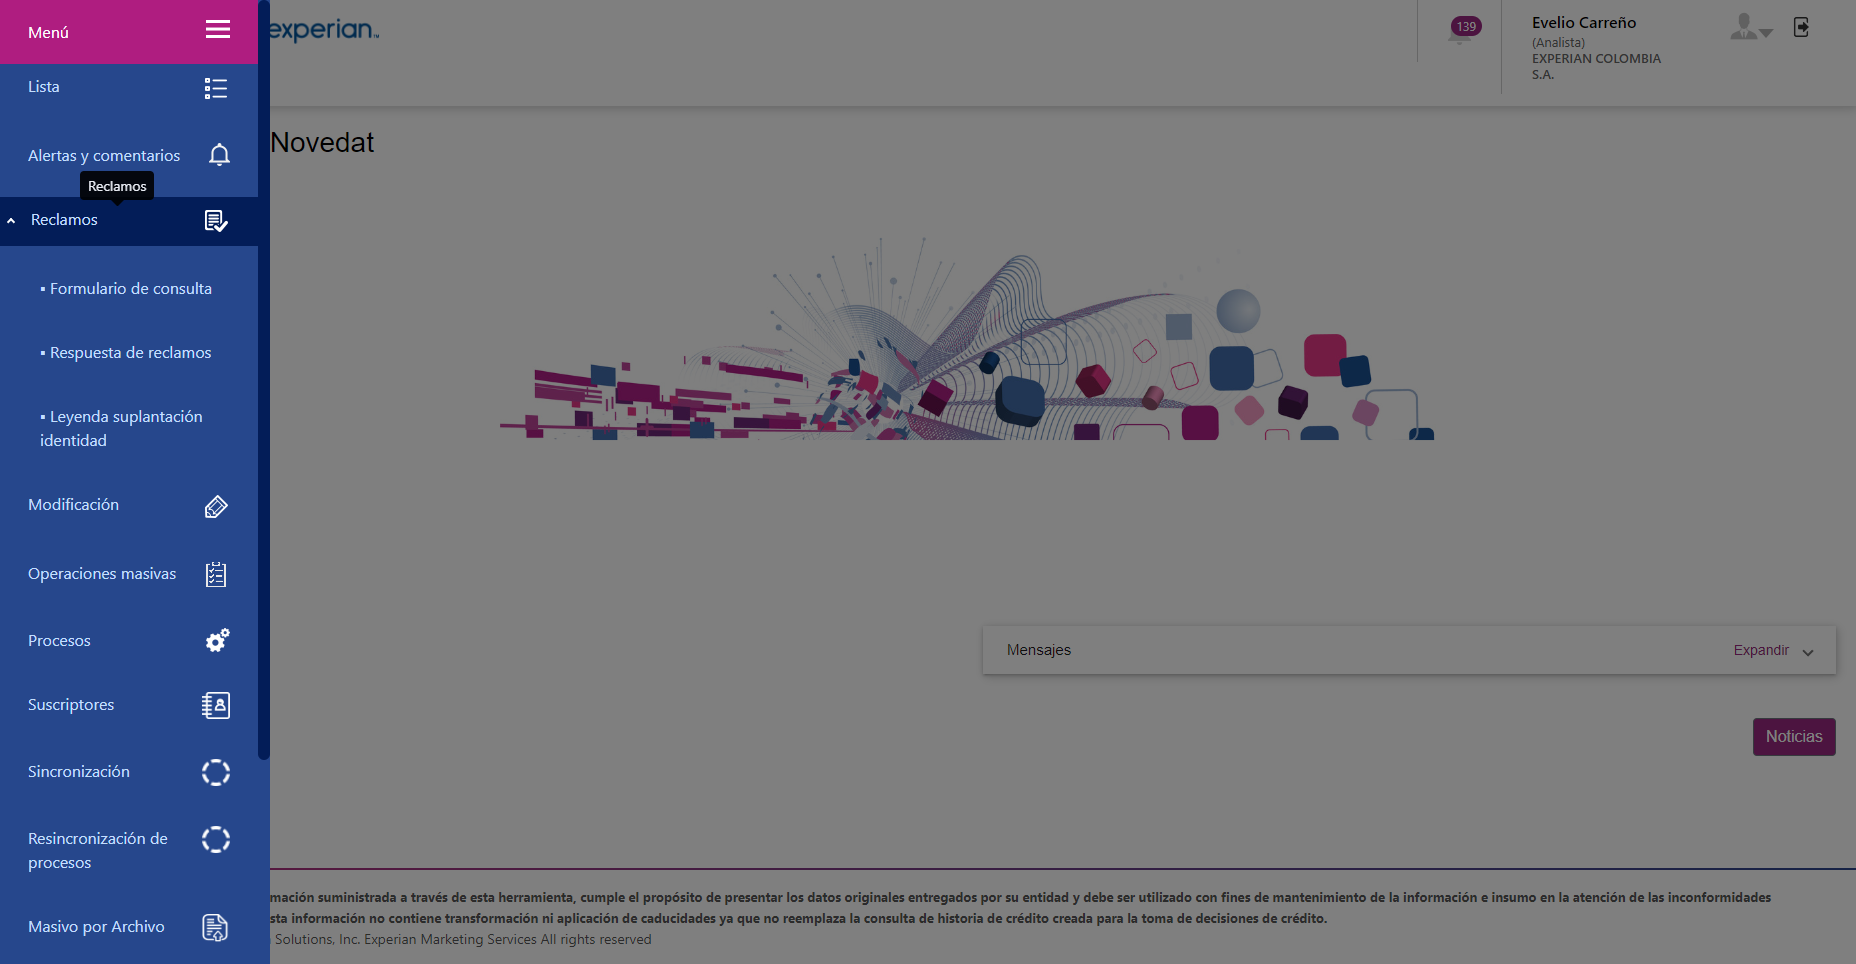 Menú
experian™
139
Evelio Carreño
(Analista)
EXPERIAN COLOMBIA
S.A.
Lista
Alertas y comentarios
Reclamos
Reclamos
▪ Formulario de consulta
▪ Respuesta de reclamos
▪ Leyenda suplantación
identidad
Modificación
Operaciones masivas
Procesos
Suscriptores
Sincronización
Resincronización de
procesos
Masivo por Archivo
Novedat
Mensajes
Expandir
Noticias
mación suministrada a través de esta herramienta, cumple el propósito de presentar los datos originales entregados por su entidad y debe ser utilizado con fines de mantenimiento de la información e insumo en la atención de las inconformidades
sta información no contiene transformación ni aplicación de caducidades ya que no reemplaza la consulta de historia de crédito creada para la toma de decisiones de crédito.
Solutions, Inc. Experian Marketing Services All rights reserved